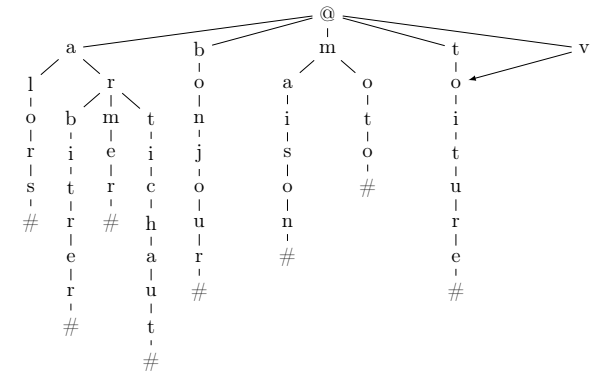 @
a b m t v
l r o a o o
o b m t n i t i
r i e i j s o t
s t r c o o # u
# r # h u n r
e a r # e
r u # #
# t
#